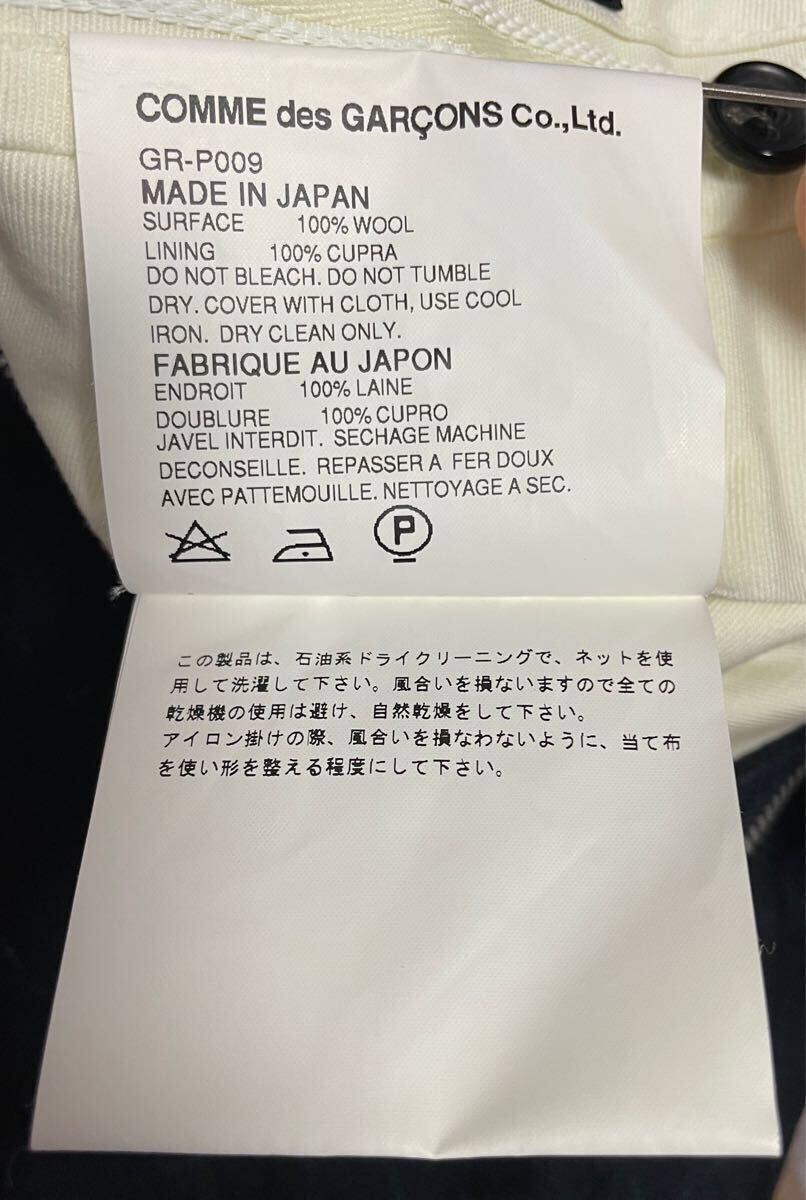 COMME des GARÇONS Co.,Ltd.
GR-P009
MADE IN JAPAN
SURFACE 100% WOOL
LINING 100% CUPRA
DO NOT BLEACH. DO NOT TUMBLE
DRY. COVER WITH CLOTH, USE COOL
IRON. DRY CLEAN ONLY.
FABRIQUE AU JAPON
ENDROIT 100% LAINE
DOUBLURE 100% CUPRO
JAVEL INTERDIT. SECHAGE MACHINE
DECONSEILLE. REPASSER A FER DOUX
AVEC PATTEMOUILLE. NETTOYAGE A SEC.
P
この製品は、石油系ドライクリーニングで、ネットを使
用して洗濯して下さい。風合いを損ないますので全ての
乾燥機の使用は避け、自然乾燥をして下さい。
アイロン掛けの際、風合いを損なわないように、当て布
を使い形を整える程度にして下さい。